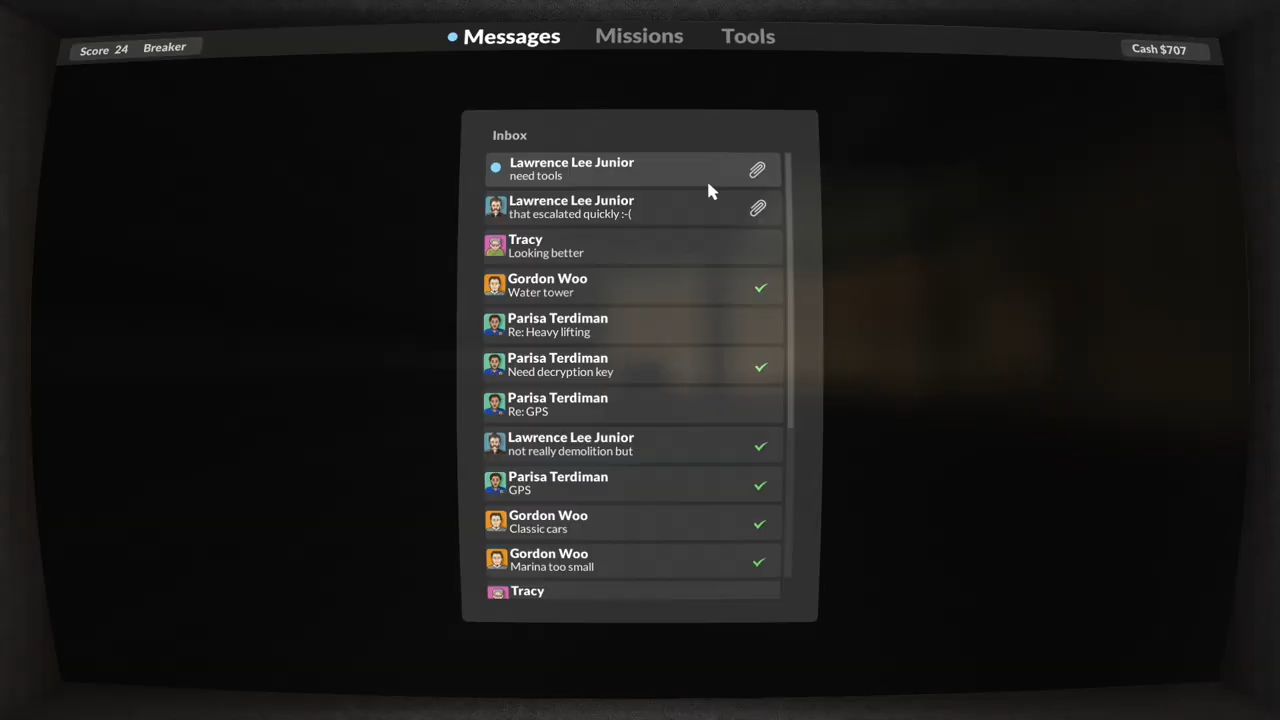 Messages Missions Tools
Score 24 Breaker
Cash $707
Inbox
Lawrence Lee Junior
need tools
Lawrence Lee Junior
that escalated quickly :-(
Tracy
Looking better
Gordon Woo
Water tower
Parisa Terdiman
Re: Heavy lifting
Parisa Terdiman
Need decryption key
Parisa Terdiman
Re: GPS
Lawrence Lee Junior
not really demolition but
Parisa Terdiman
GPS
Gordon Woo
Classic cars
Gordon Woo
Marina too small
Tracy